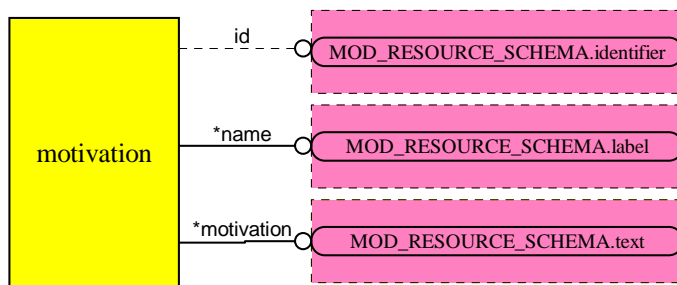 id
MOD_RESOURCE_SCHEMA.identifier
*name
motivation
MOD_RESOURCE_SCHEMA.label
*motivation
MOD_RESOURCE_SCHEMA.text